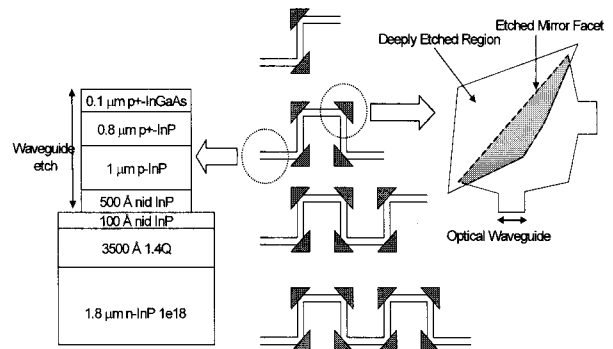 Etched Mirror Facet
Deeply Etched Region
0.1 μm p+-InGaAs
0.8 μm p+-InP
Waveguide
etch
1 μm p-InP
500 Å nid InP
100 Å nid InP
3500 Å 1.4Q
1.8 μm n-InP 1e18
Optical Waveguide